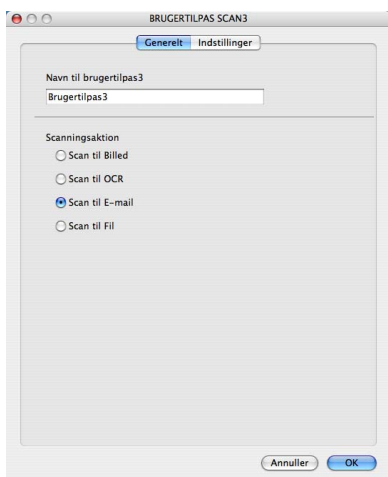 BRUGERTILPAS SCAN3
Generelt Indstillinger
Navn til brugertilpas3
Brugertilpas3
Scanningsaktion
Scan til Billed
Scan til OCR
Scan til E-mail
Scan til Fil
Annuller OK